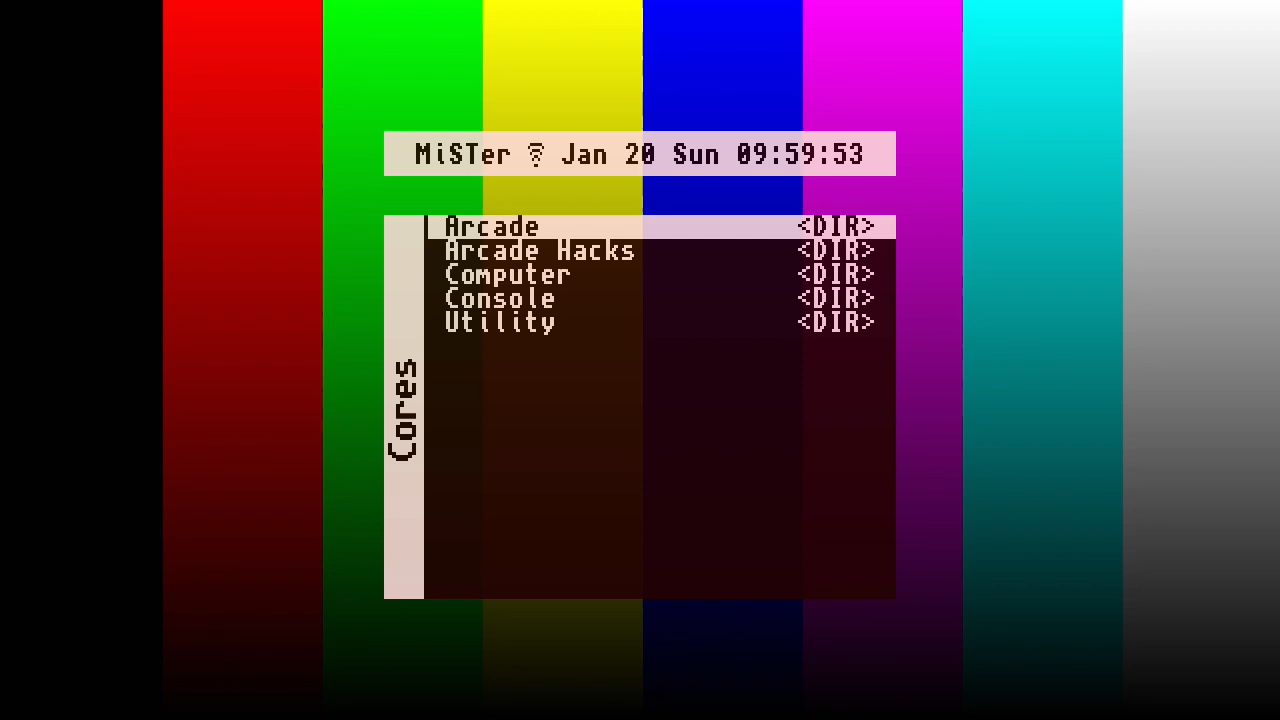 MiSTer Jan 20 Sun 09:59:53
Cores
Arcade <DIR>
Arcade Hacks <DIR>
Computer <DIR>
Console <DIR>
Utility <DIR>